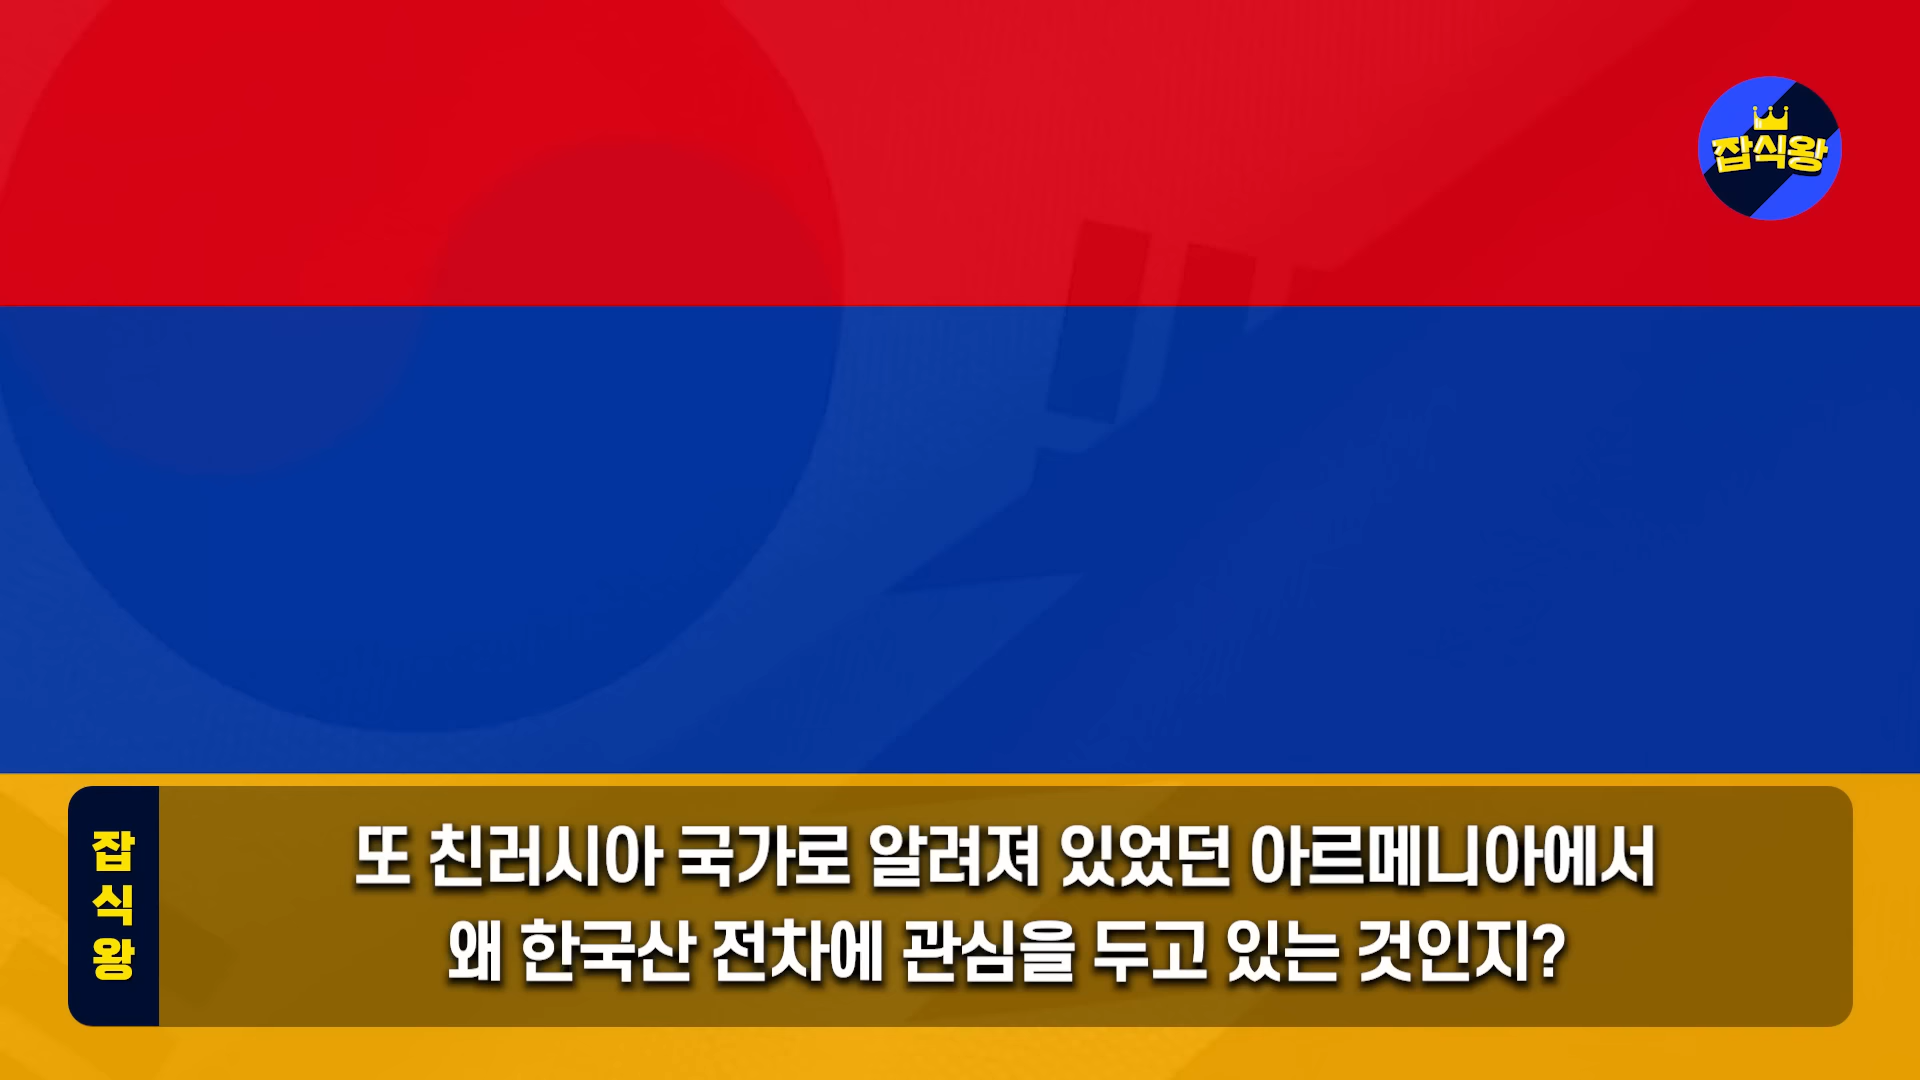 잡식왕
잡식왕
또 친러시아 국가로 알려져 있었던 아르메니아에서
왜 한국산 전차에 관심을 두고 있는 것인지?